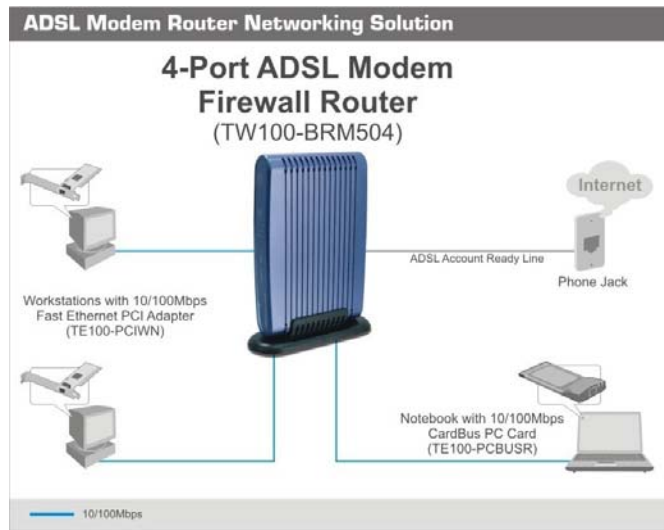 ADSL Modem Router Networking Solution
4-Port ADSL Modem
Firewall Router
(TW100-BRM504)
Internet
ADSL Account Ready Line
Phone Jack
Workstations with 10/100Mbps
Fast Ethernet PCI Adapter
(TE100-PCIWN)
Notebook with 10/100Mbps
CardBus PC Card
(TE100-PCBUSR)
10/100Mbps